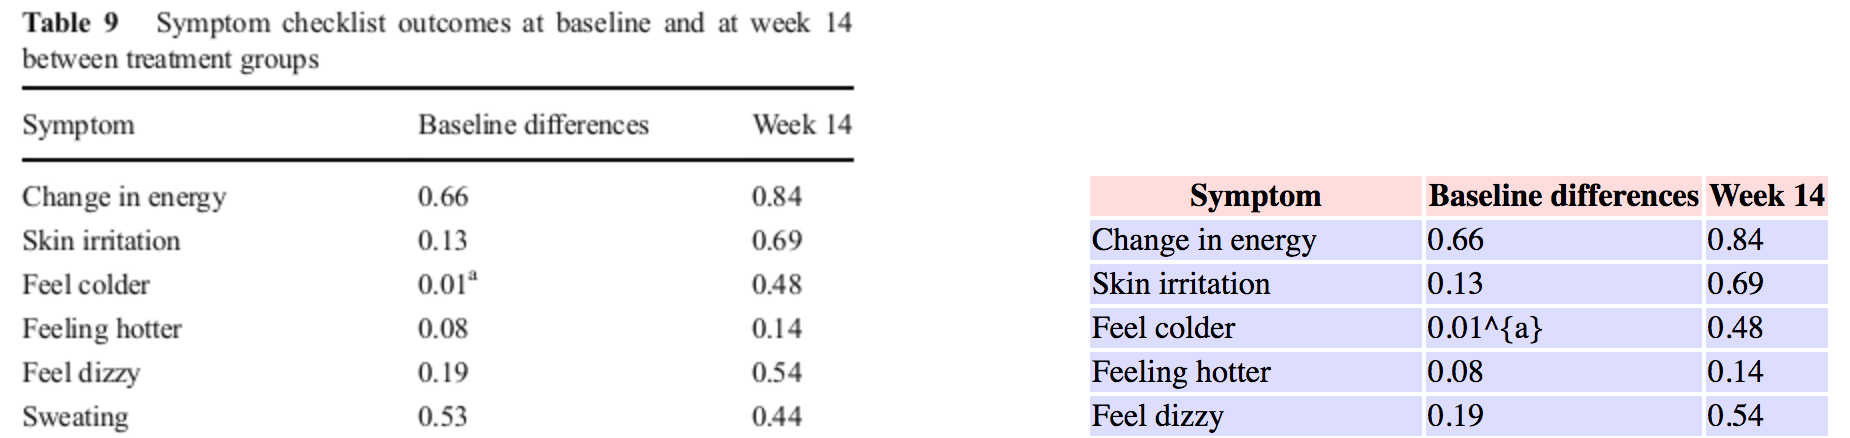 Table 9 Symptom checklist outcomes at baseline and at week 14
between treatment groups
Symptom Baseline differences Week 14
Change in energy 0.66 0.84
Skin irritation 0.13 0.69
Feel colder 0.01ᵃ 0.48
Feeling hotter 0.08 0.14
Feel dizzy 0.19 0.54
Sweating 0.53 0.44
Symptom Baseline differences Week 14
Change in energy 0.66 0.84
Skin irritation 0.13 0.69
Feel colder 0.01^{a} 0.48
Feeling hotter 0.08 0.14
Feel dizzy 0.19 0.54